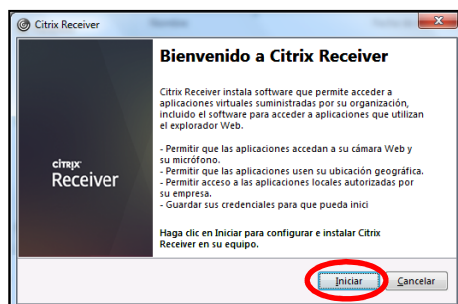 Citrix Receiver
Bienvenido a Citrix Receiver
Citrix Receiver instala software que permite acceder a
aplicaciones virtuales suministradas por su organización,
incluido el software para acceder a aplicaciones que utilizan
el explorador Web.
- Permitir que las aplicaciones accedan a su cámara Web y
su micrófono.
- Permitir que las aplicaciones usen su ubicación geográfica.
- Permitir acceso a las aplicaciones locales autorizadas por
su empresa.
- Guardar sus credenciales para que pueda inici
CITRIX
Receiver
Haga clic en Iniciar para configurar e instalar Citrix
Receiver en su equipo.
Iniciar
Cancelar